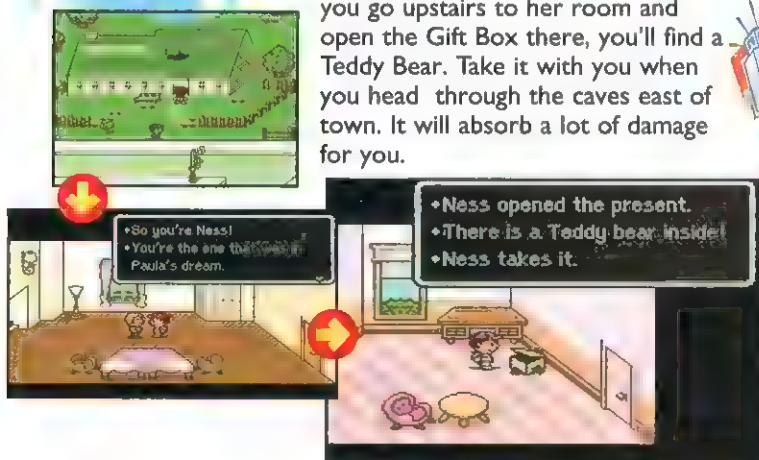 you go upstairs to her room and
open the Gift Box there, you'll find a
Teddy Bear. Take it with you when
you head through the caves east of
town. It will absorb a lot of damage
for you.
•So you're Ness!
•You're the one that was in
Paula's dream.
•Ness opened the present.
•There is a Teddy bear inside!
•Ness takes it.